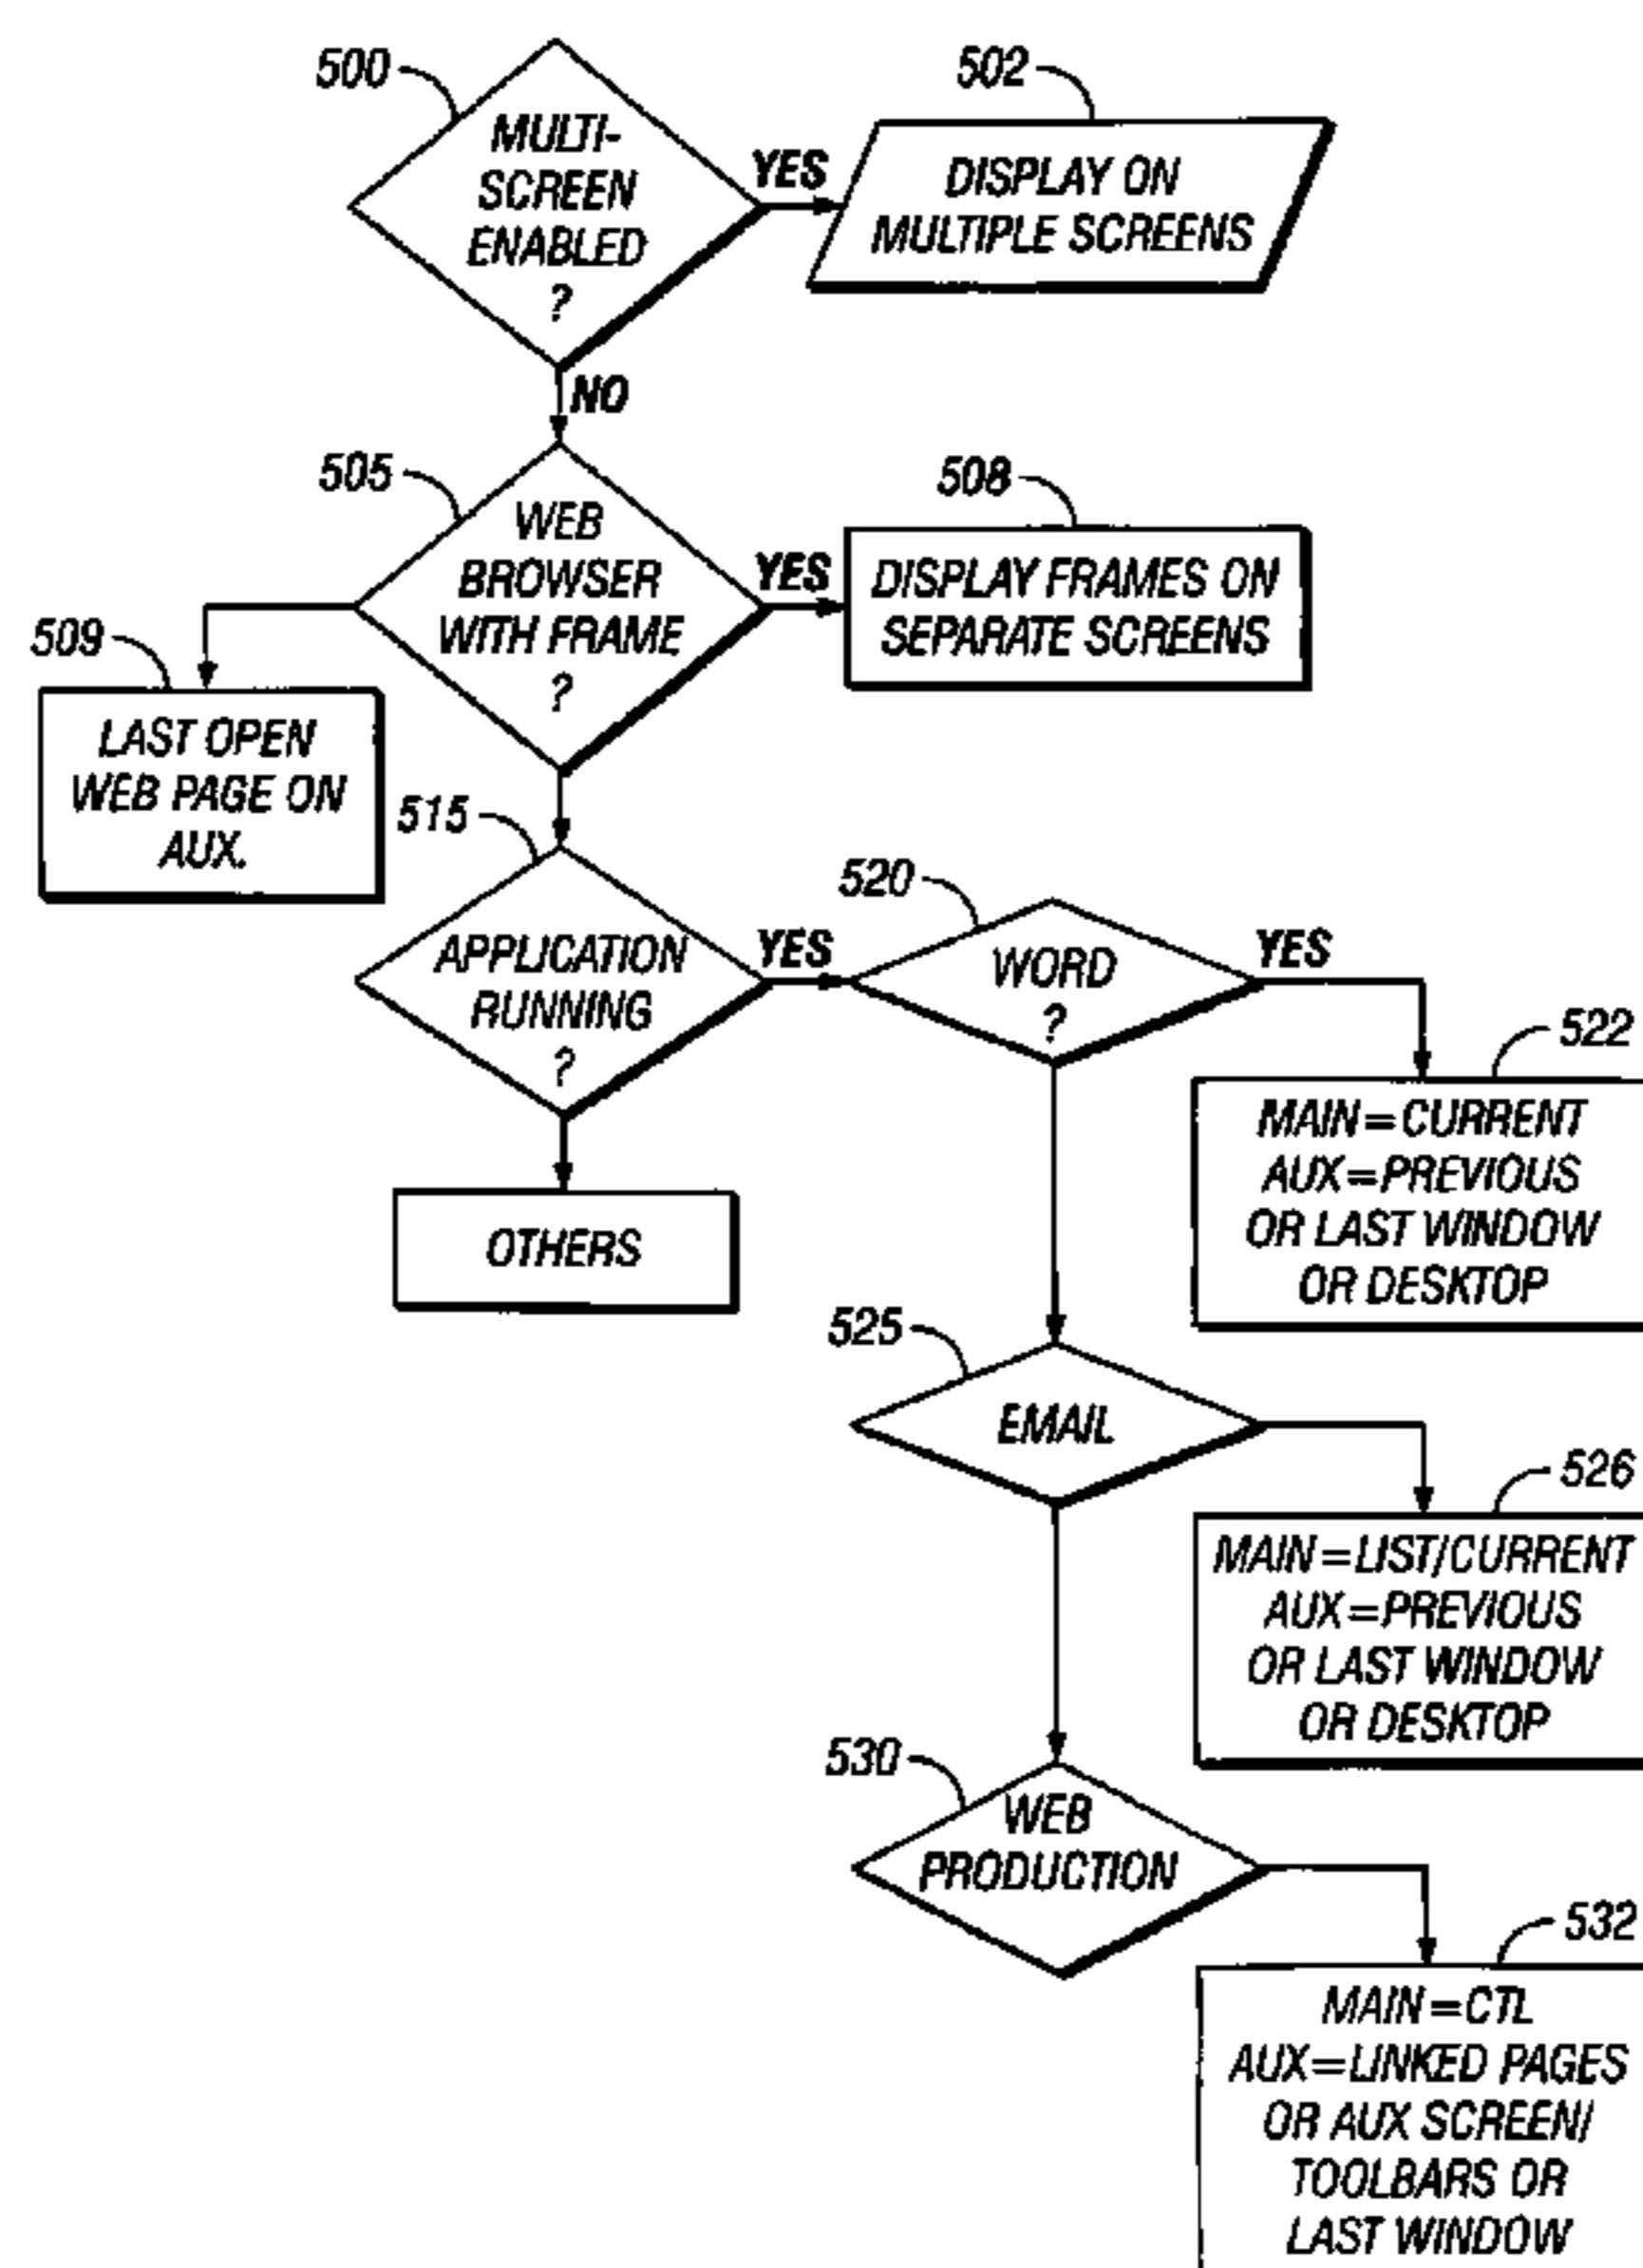 500
MULTI-
SCREEN
ENABLED
?
YES
502
DISPLAY ON
MULTIPLE SCREENS
NO
505
WEB
BROWSER
WITH FRAME
?
YES
508
DISPLAY FRAMES ON
SEPARATE SCREENS
509
LAST OPEN
WEB PAGE ON
AUX.
515
APPLICATION
RUNNING
?
YES
OTHERS
520
WORD
?
YES
522
MAIN=CURRENT
AUX=PREVIOUS
OR LAST WINDOW
OR DESKTOP
525
EMAIL
526
MAIN=LIST/CURRENT
AUX=PREVIOUS
OR LAST WINDOW
OR DESKTOP
530
WEB
PRODUCTION
532
MAIN=CTL
AUX=LINKED PAGES
OR AUX SCREEN/
TOOLBARS OR
LAST WINDOW